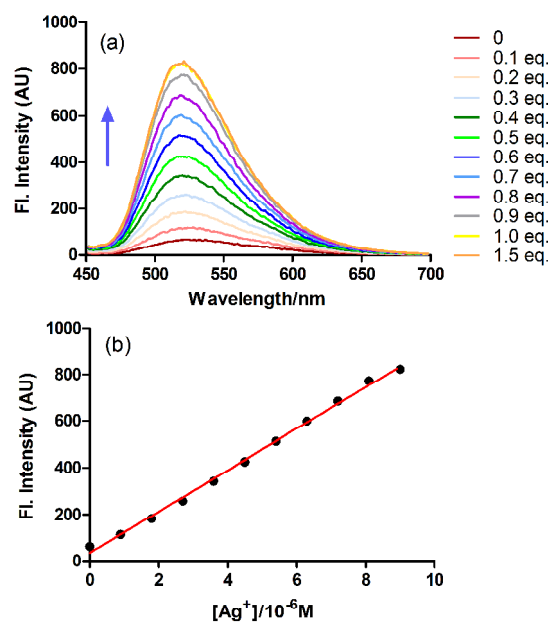 (a)
Fl. Intensity (AU)
1000
800
600
400
200
0
450 500 550 600 650 700
Wavelength/nm
0
0.1 eq.
0.2 eq.
0.3 eq.
0.4 eq.
0.5 eq.
0.6 eq.
0.7 eq.
0.8 eq.
0.9 eq.
1.0 eq.
1.5 eq.
(b)
Fl. Intensity (AU)
1000
800
600
400
200
0
0 2 4 6 8 10
[Ag⁺]/10⁻⁶M